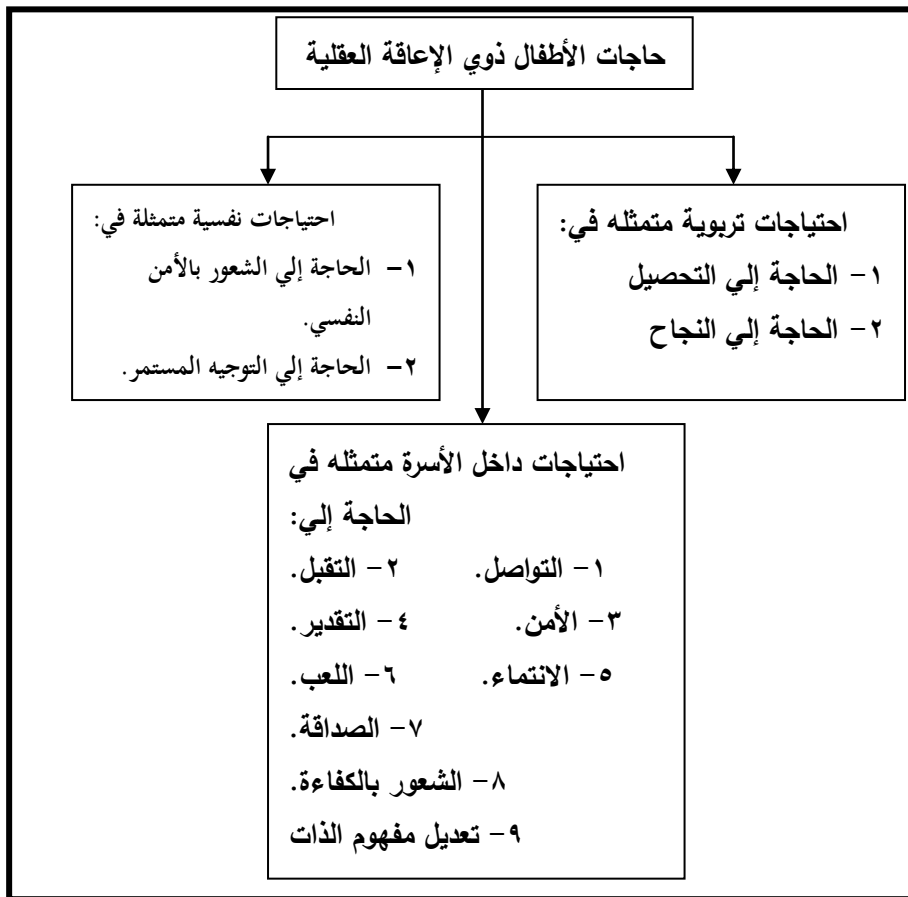 حاجات الأطفال ذوي الإعاقة العقلية
احتياجات تربوية متمثله في:
١- الحاجة إلي التحصيل
٢- الحاجة إلي النجاح
احتياجات نفسية متمثلة في:
١- الحاجة إلي الشعور بالأمن
النفسي.
٢- الحاجة إلي التوجيه المستمر.
احتياجات داخل الأسرة متمثله في
الحاجة إلي:
١- التواصل. ٢- التقبل.
٣- الأمن. ٤- التقدير.
٥- الانتماء. ٦- اللعب.
٧- الصداقة.
٨- الشعور بالكفاءة.
٩- تعديل مفهوم الذات